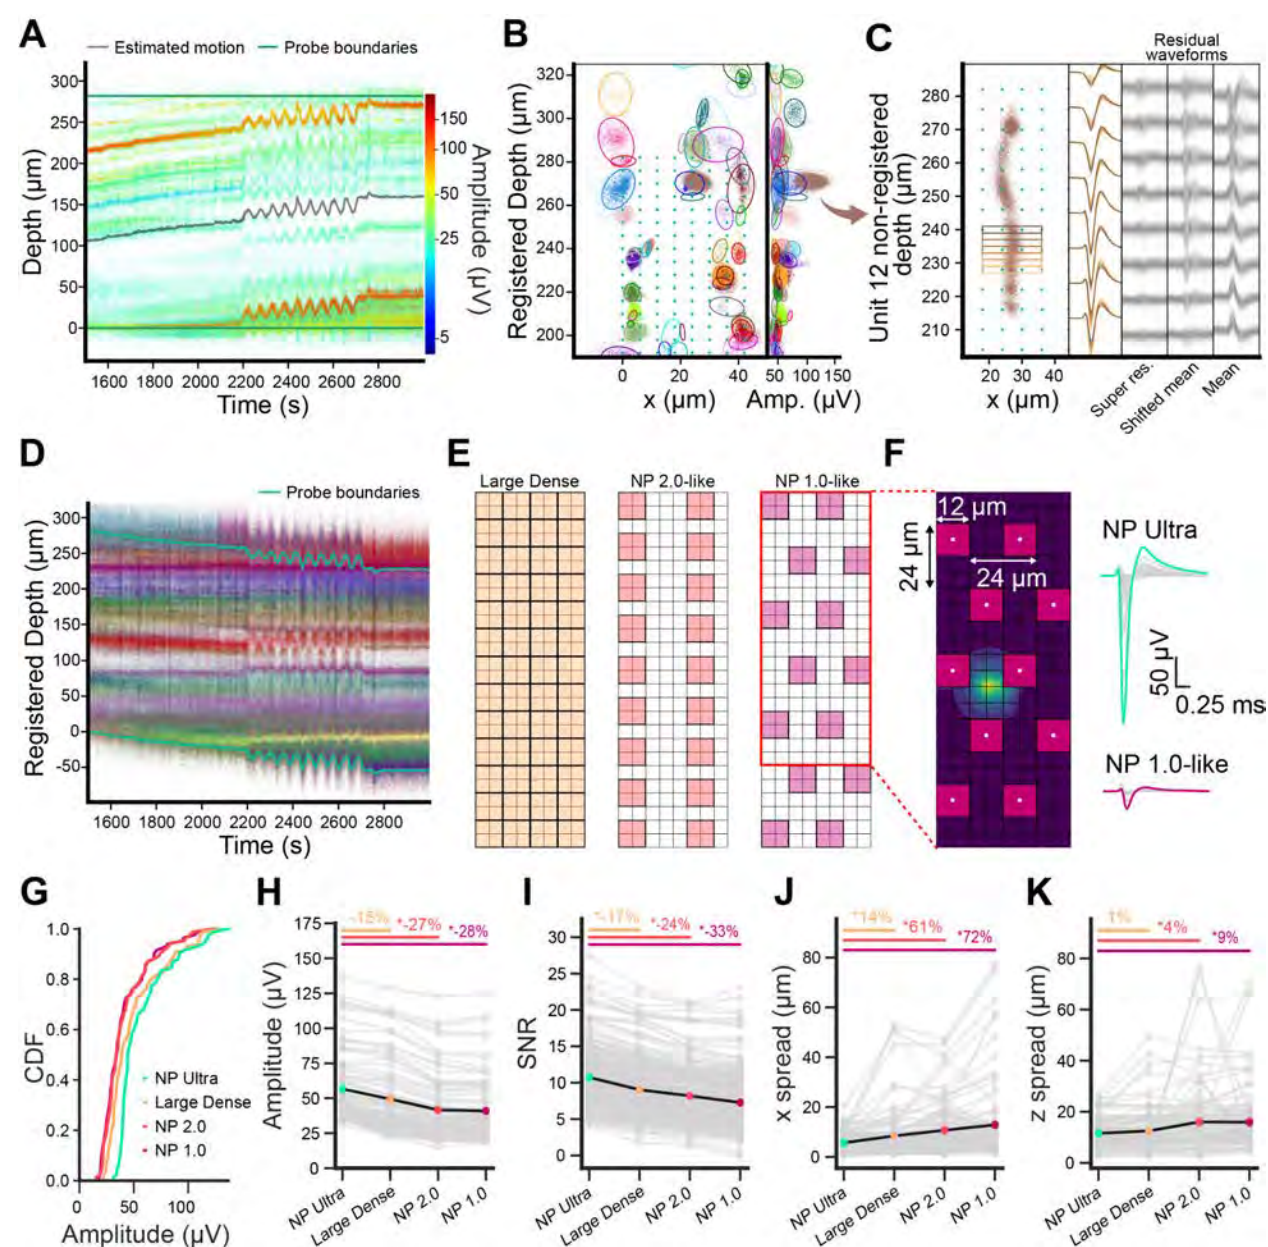 A
Estimated motion
Probe boundaries
300
250
200
150
100
50
0
Depth (µm)
1600 1800 2000 2200 2400 2600 2800
Time (s)
150
100
50
25
-5
Amplitude (µV)
B
320
300
280
260
240
220
200
Registered Depth (µm)
0 20 40
x (µm)
50 100 150
Amp. (µV)
C
Residual
waveforms
280
270
260
250
240
230
220
210
Unit 12 non-registered
depth (µm)
20 30 40
x (µm)
Super res.
Shifted mean
Mean
D
Probe boundaries
300
250
200
150
100
50
0
-50
Registered Depth (µm)
1600 1800 2000 2200 2400 2600 2800
Time (s)
E
Large Dense
NP 2.0-like
NP 1.0-like
F
12 µm
24 µm
24 µm
NP Ultra
50 µV
0.25 ms
NP 1.0-like
G
1.0
0.8
0.6
0.4
0.2
0.0
CDF
NP Ultra
Large Dense
NP 2.0
NP 1.0
0 50 100
Amplitude (µV)
H
*-27%
*-28%
175
150
125
100
75
50
25
0
Amplitude (µV)
NP Ultra
Large Dense
NP 2.0
NP 1.0
I
*-17%
*-24%
*-33%
30
25
20
15
10
5
0
SNR
NP Ultra
Large Dense
NP 2.0
NP 1.0
J
*14%
*61%
*72%
80
60
40
20
0
x spread (µm)
NP Ultra
Large Dense
NP 2.0
NP 1.0
K
1%
*4%
*9%
80
60
40
20
0
z spread (µm)
NP Ultra
Large Dense
NP 2.0
NP 1.0